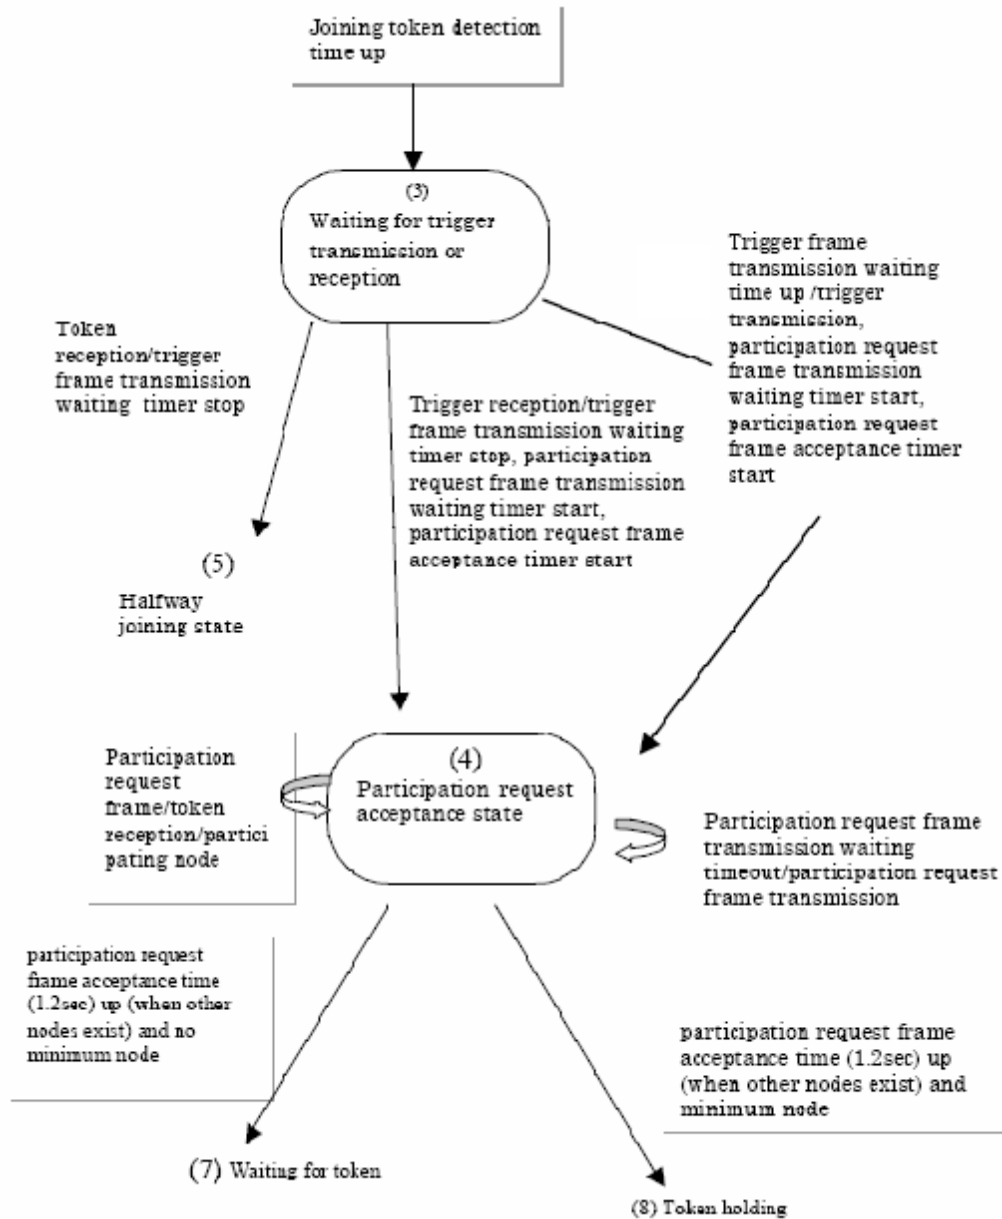 Joining token detection
time up
(3)
Waiting for trigger
transmission or
reception
Trigger frame
transmission waiting
time up /trigger
transmission,
participation request
frame transmission
waiting timer start,
participation request
frame acceptance timer
start
Token
reception/trigger
frame transmission
waiting timer stop
Trigger reception/trigger
frame transmission waiting
timer stop, participation
request frame transmission
waiting timer start,
participation request frame
acceptance timer start
(5)
Halfway
joining state
Participation
request
frame/token
reception/partici
pating node
(4)
Participation request
acceptance state
Participation request frame
transmission waiting
timeout/participation request
frame transmission
participation request
frame acceptance time
(1.2sec) up (when other
nodes exist) and no
minimum node
participation request frame
acceptance time (1.2sec) up
(when other nodes exist) and
minimum node
(7) Waiting for token
(8) Token holding